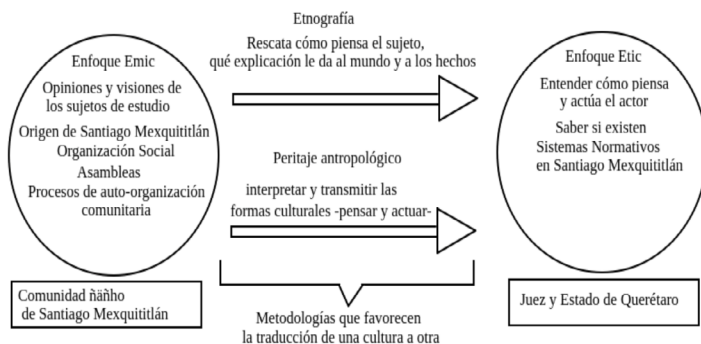 Enfoque Emic
Opiniones y visiones de
los sujetos de estudio
Origen de Santiago Mexquititlán
Organización Social
Asambleas
Procesos de auto-organización
comunitaria
Comunidad ñäñho
de Santiago Mexquititlán
Etnografía
Rescata cómo piensa el sujeto,
qué explicación le da al mundo y a los hechos
Peritaje antropológico
interpretar y transmitir las
formas culturales -pensar y actuar-
Metodologías que favorecen
la traducción de una cultura a otra
Enfoque Etic
Entender cómo piensa
y actúa el actor
Saber si existen
Sistemas Normativos
en Santiago Mexquititlán
Juez y Estado de Querétaro